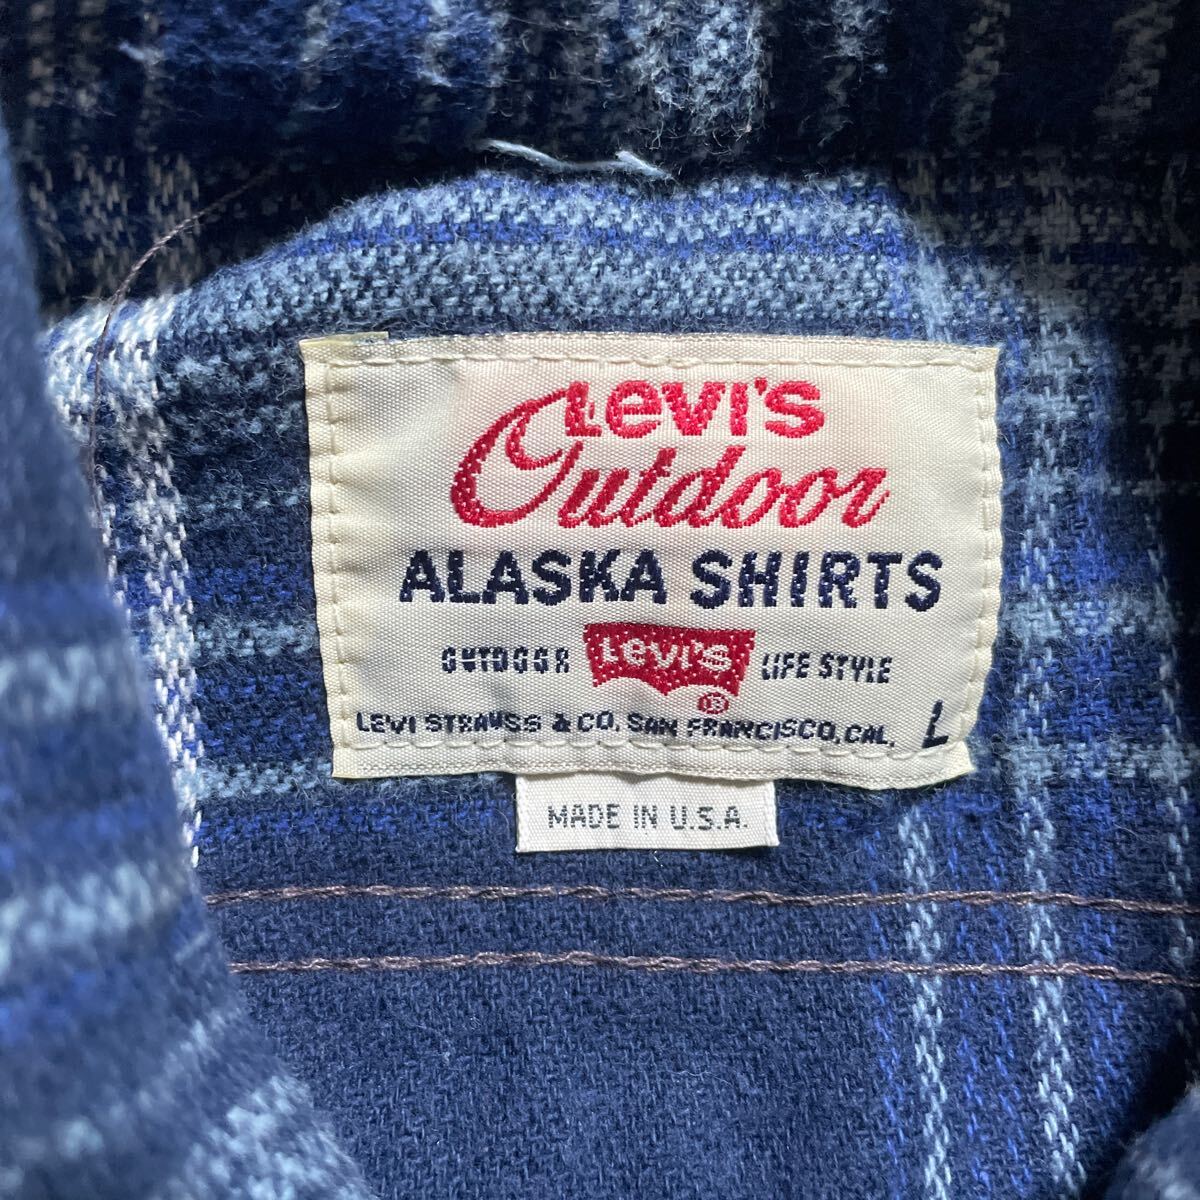 Levi's
Outdoor
ALASKA SHIRTS
OUTDOOR Levi's ® LIFE STYLE
LEVI STRAUSS & CO. SAN FRANCISCO, CAL. L
MADE IN U.S.A.